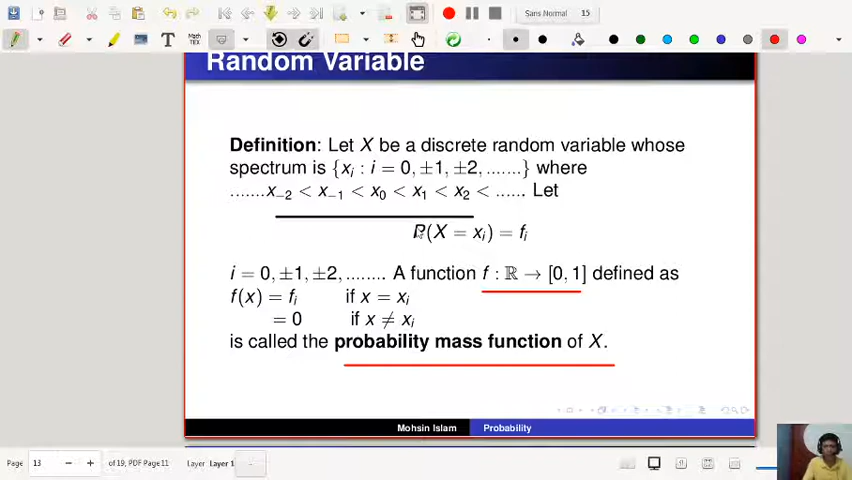 Sans Normal 15
Math
TEX
T
Random Variable
Definition: Let X be a discrete random variable whose
spectrum is {xᵢ : i = 0, ±1, ±2, .......} where
.......x₋₂ < x₋₁ < x₀ < x₁ < x₂ < ...... Let
P(X = xᵢ) = fᵢ
i = 0, ±1, ±2, ........ A function f : ℝ → [0, 1] defined as
f(x) = fᵢ if x = xᵢ
= 0 if x ≠ xᵢ
is called the probability mass function of X.
Mohsin Islam Probability
Page 13 of 19, PDF Page 11 Layer Layer 1